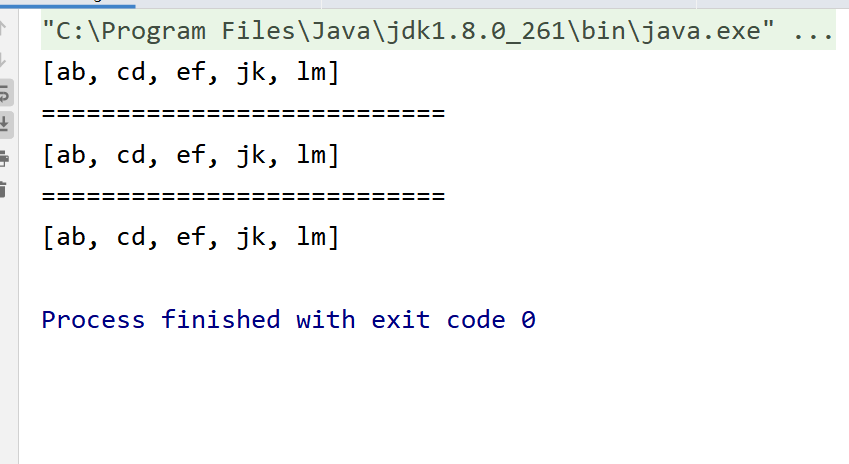 "C:\Program Files\Java\jdk1.8.0_261\bin\java.exe" ...
[ab, cd, ef, jk, lm]
===========================
[ab, cd, ef, jk, lm]
===========================
[ab, cd, ef, jk, lm]
Process finished with exit code 0